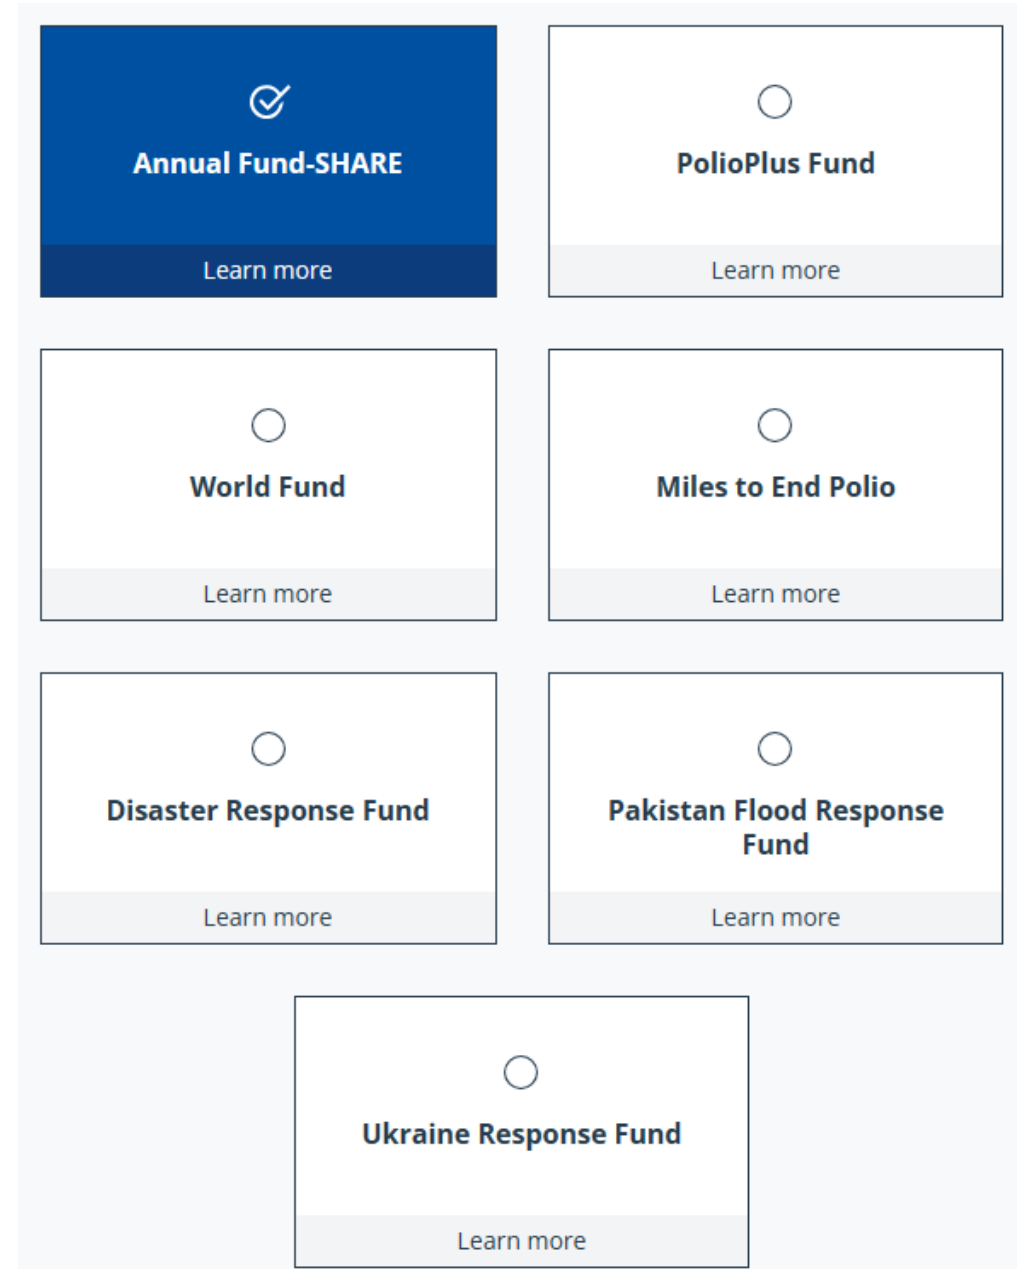 Annual Fund-SHARE
Learn more
PolioPlus Fund
Learn more
World Fund
Learn more
Miles to End Polio
Learn more
Disaster Response Fund
Learn more
Pakistan Flood Response
Fund
Learn more
Ukraine Response Fund
Learn more